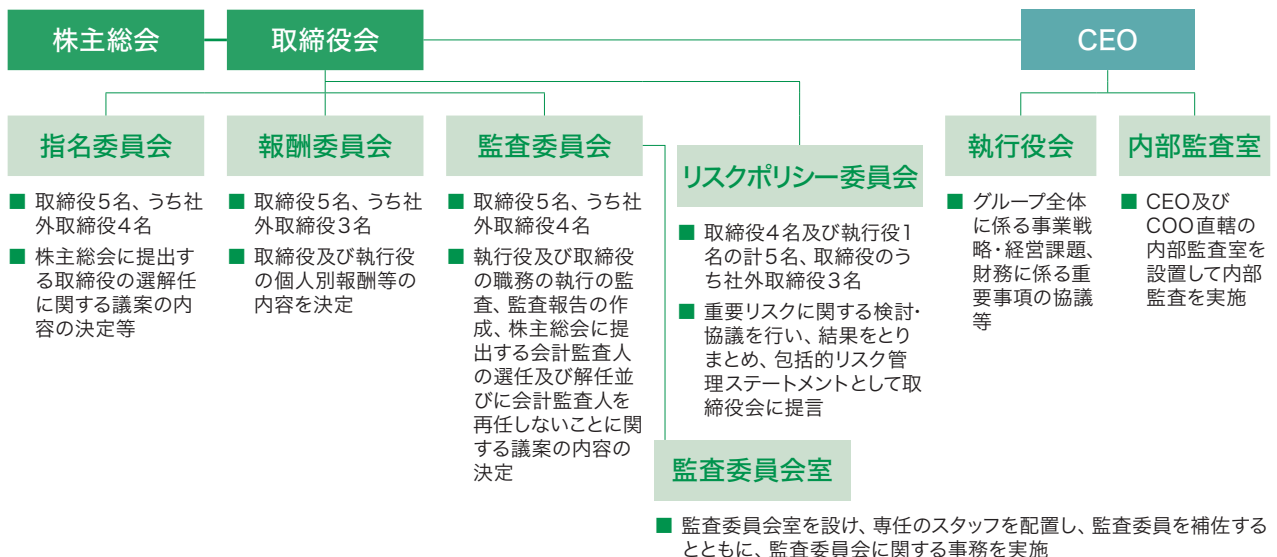 株主総会
取締役会
CEO
指名委員会
■ 取締役5名、うち社
外取締役4名
■ 株主総会に提出す
る取締役の選解任
に関する議案の内
容の決定等
報酬委員会
■ 取締役5名、うち社
外取締役3名
■ 取締役及び執行役
の個人別報酬等の
内容を決定
監査委員会
■ 取締役5名、うち社
外取締役4名
■ 執行役及び取締役
の職務の執行の監
査、監査報告の作
成、株主総会に提
出する会計監査人
の選任及び解任並
びに会計監査人を
再任しないことに関
する議案の内容の
決定
リスクポリシー委員会
■ 取締役4名及び執行役1
名の計5名、取締役のう
ち社外取締役3名
■ 重要リスクに関する検討・
協議を行い、結果をとり
まとめ、包括的リスク管
理ステートメントとして取
締役会に提言
執行役会
■ グループ全体
に係る事業戦
略・経営課題、
財務に係る重
要事項の協議
等
内部監査室
■ CEO及び
COO直轄の
内部監査室を
設置して内部
監査を実施
監査委員会室
■ 監査委員会室を設け、専任のスタッフを配置し、監査委員を補佐する
とともに、監査委員会に関する事務を実施